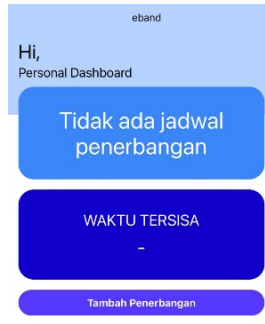 eband
Hi,
Personal Dashboard
Tidak ada jadwal
penerbangan
WAKTU TERSISA
-
Tambah Penerbangan